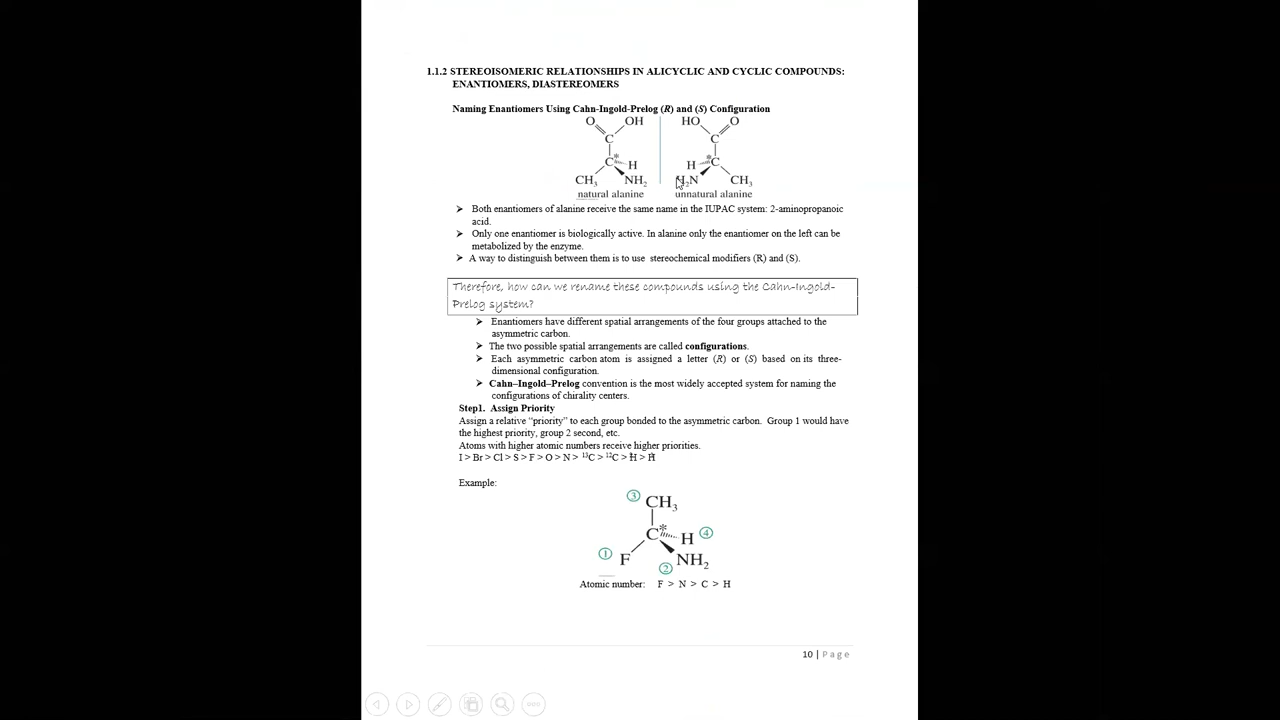 1.1.2 STEREOISOMERIC RELATIONSHIPS IN ALICYCLIC AND CYCLIC COMPOUNDS:
ENANTIOMERS, DIASTEREOMERS
Naming Enantiomers Using Cahn-Ingold-Prelog (R) and (S) Configuration
O OH HO O
C C
C * H H * C
CH3 NH2 H2N CH3
natural alanine unnatural alanine
➢ Both enantiomers of alanine receive the same name in the IUPAC system: 2-aminopropanoic
acid.
➢ Only one enantiomer is biologically active. In alanine only the enantiomer on the left can be
metabolized by the enzyme.
➢ A way to distinguish between them is to use stereochemical modifiers (R) and (S).
Therefore, how can we rename these compounds using the Cahn-Ingold-
Prelog system?
➢ Enantiomers have different spatial arrangements of the four groups attached to the
asymmetric carbon.
➢ The two possible spatial arrangements are called configurations.
➢ Each asymmetric carbon atom is assigned a letter (R) or (S) based on its three-
dimensional configuration.
➢ Cahn–Ingold–Prelog convention is the most widely accepted system for naming the
configurations of chirality centers.
Step1. Assign Priority
Assign a relative “priority” to each group bonded to the asymmetric carbon. Group 1 would have
the highest priority, group 2 second, etc.
Atoms with higher atomic numbers receive higher priorities.
I > Br > Cl > S > F > O > N > 13C > 12C > H > H
Example:
③ CH3
C * H ④
① F NH2
②
Atomic number: F > N > C > H
10 | Page